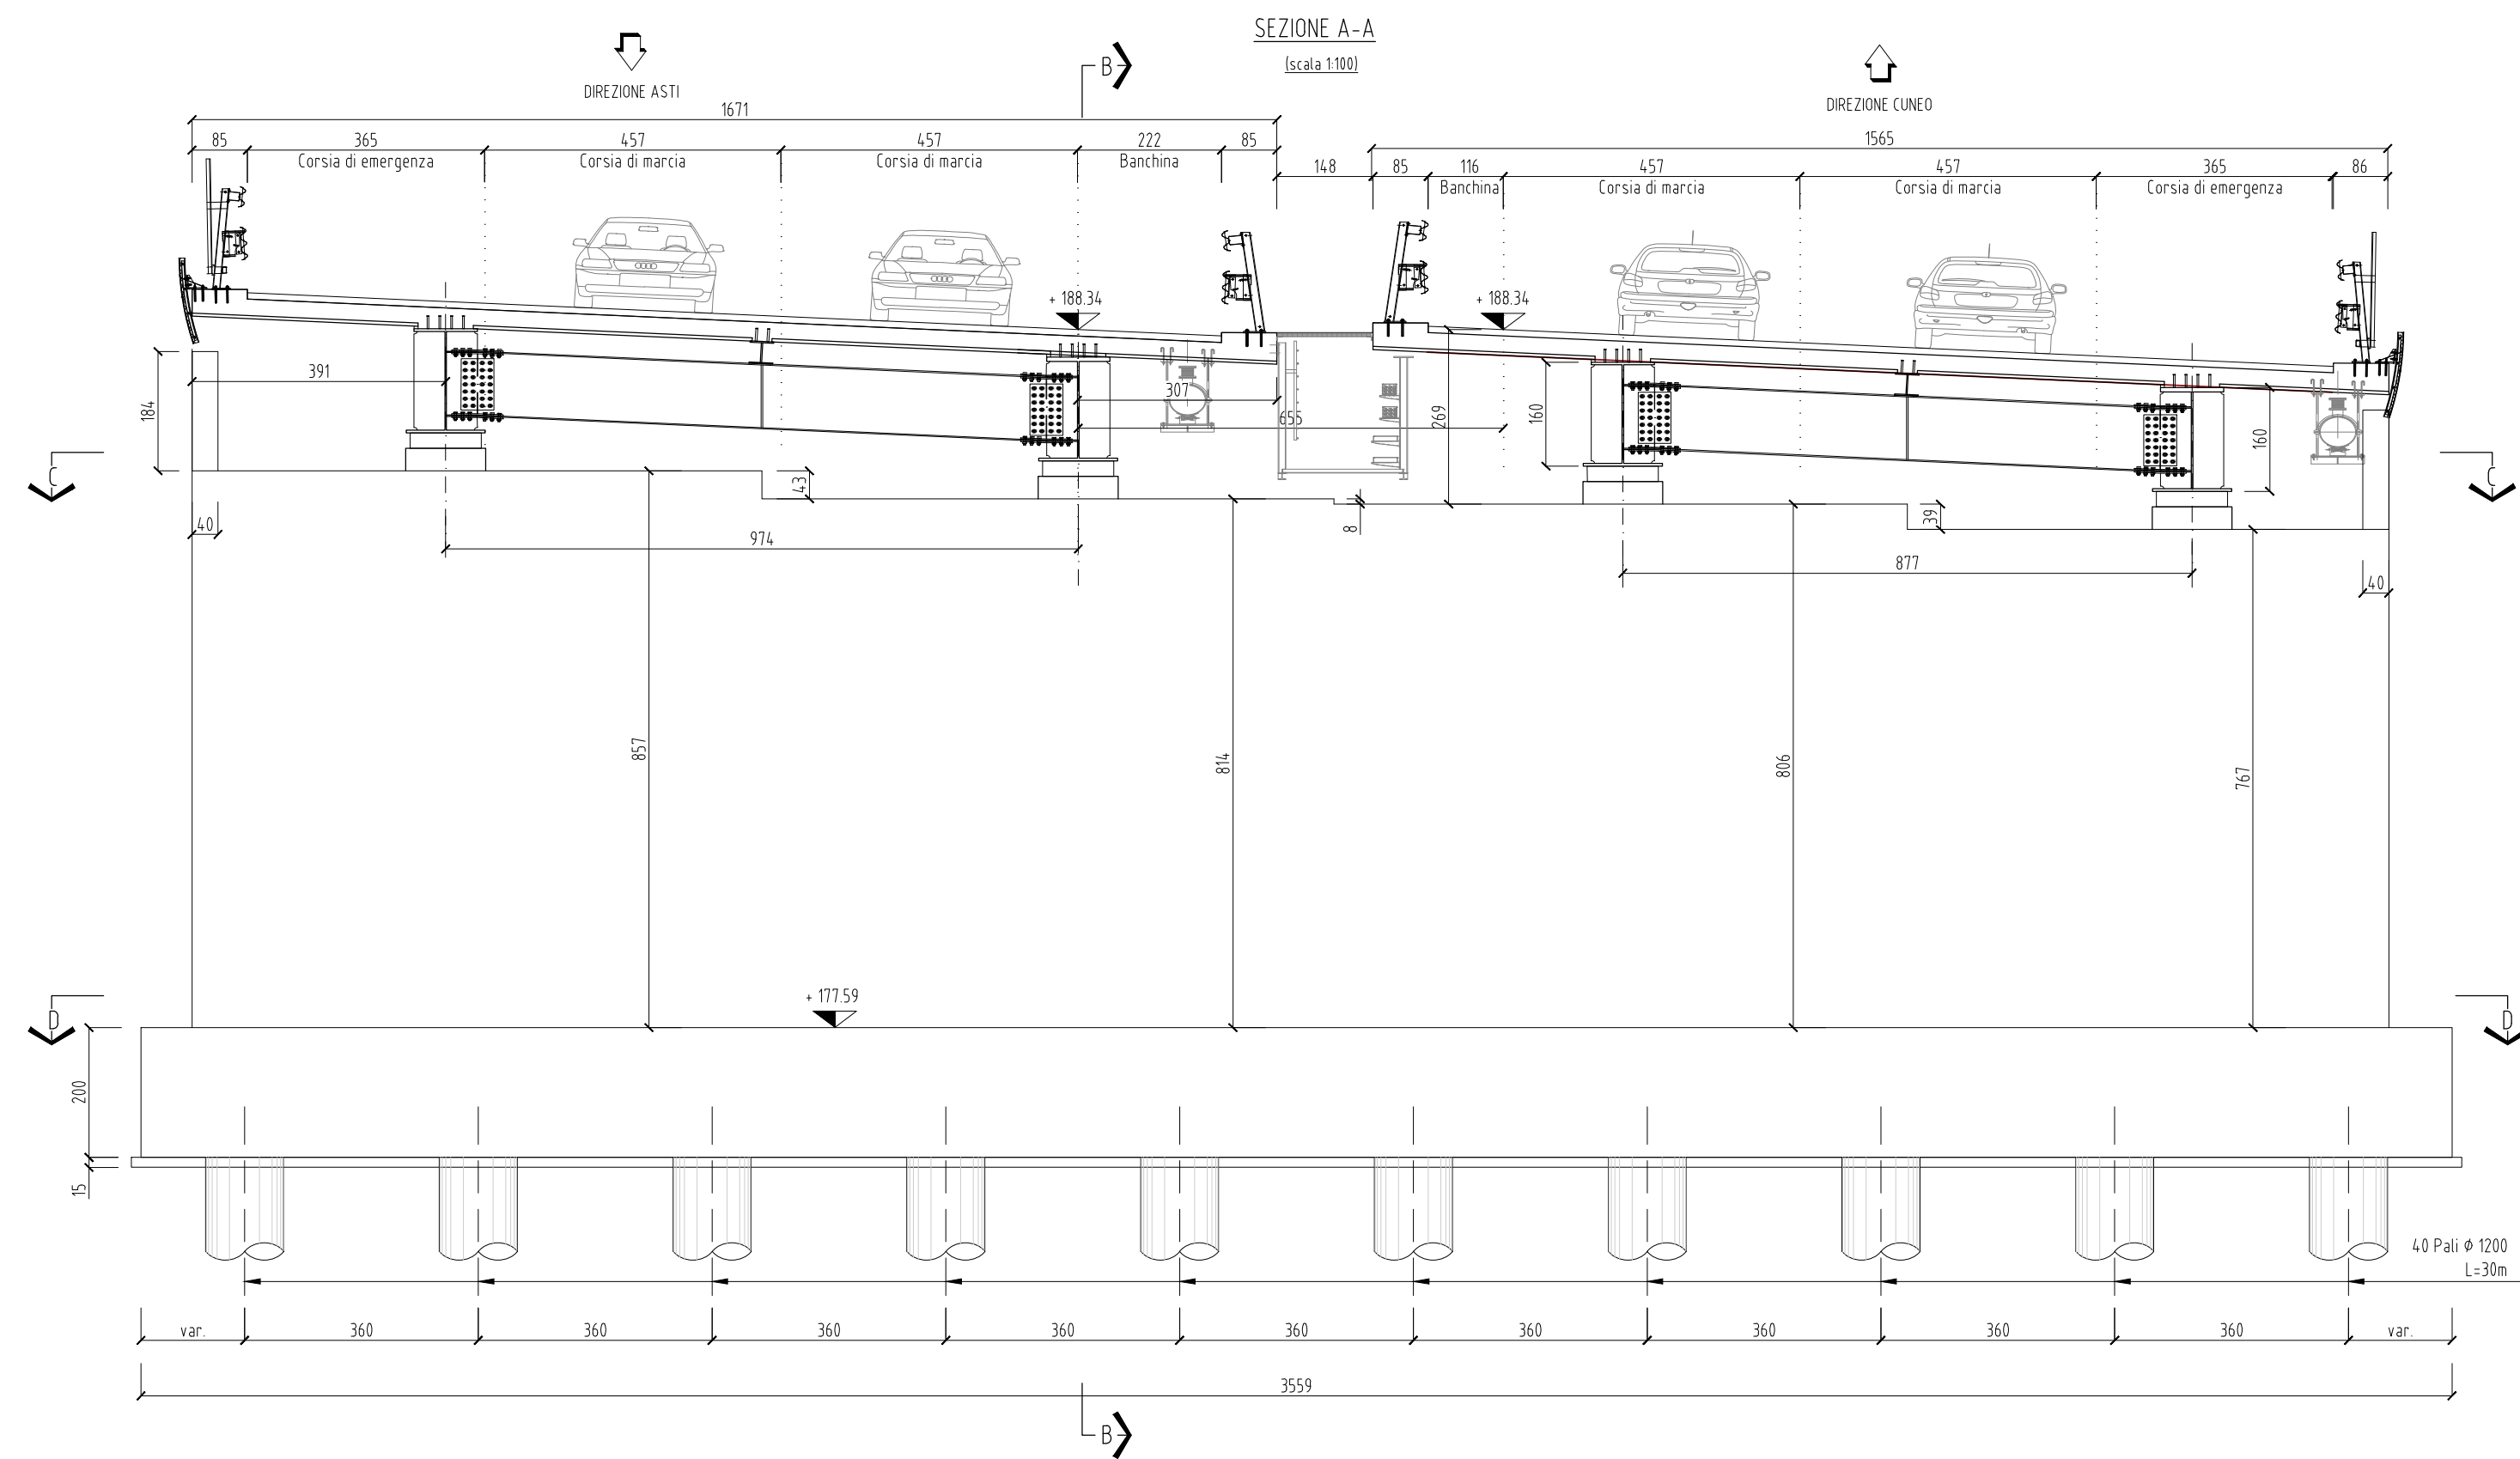 SEZIONE A-A
(scala 1:100)
B
DIREZIONE ASTI
DIREZIONE CUNEO
1671
1565
85
365
457
457
222
85
Corsia di emergenza
Corsia di marcia
Corsia di marcia
Banchina
148
85
116
457
457
365
86
Banchina
Corsia di marcia
Corsia di marcia
Corsia di emergenza
+ 188.34
+ 188.34
391
307
655
184
269
160
160
C
C
43
8
39
40
974
877
40
857
814
806
767
+ 177.59
D
D
200
15
40 Pali ϕ 1200
L=30m
var.
360
360
360
360
360
360
360
360
360
var.
3559
B